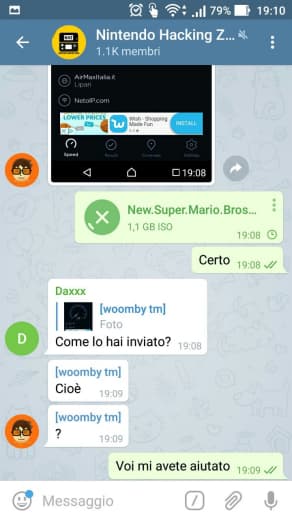 79% 19:10
Nintendo Hacking Z...
1.1K membri
AirMaxItalia.it
Lipari
NetoIP.com
LOWER PRICES
Wish - Shopping
Made Fun
INSTALL
Speed
Results
Settings
19:08
New.Super.Mario.Bros...
1,1 GB ISO
19:08
Certo 19:08
Daxxx
[woomby tm]
Foto
Come lo hai inviato? 19:08
D
[woomby tm]
Cioè 19:09
[woomby tm]
? 19:09
Voi mi avete aiutato 19:09
Messaggio